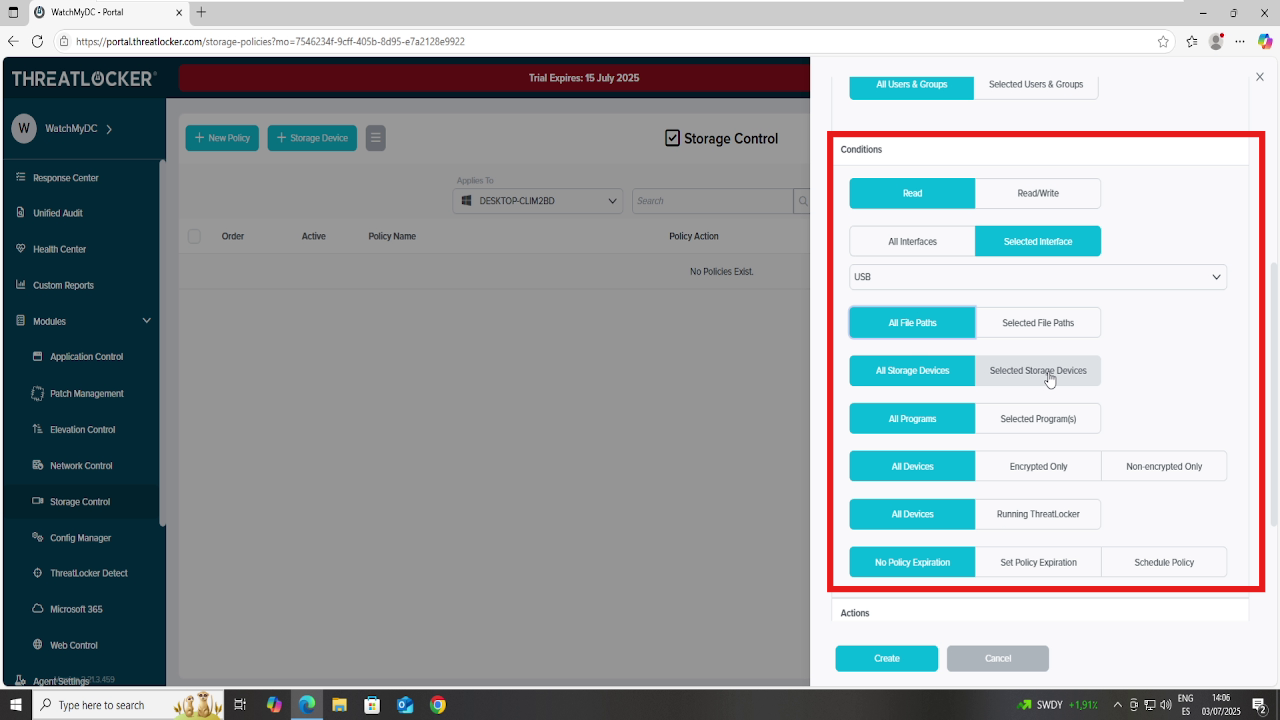 WatchMyDC - Portal
https://portal.threatlocker.com/storage-policies?mo=7546234f-9cff-405b-8d95-e7a2128e9922
THREATLOCKER
Trial Expires: 15 July 2025
W WatchMyDC
Response Center
Unified Audit
Health Center
Custom Reports
Modules
Application Control
Patch Management
Elevation Control
Network Control
Storage Control
Config Manager
ThreatLocker Detect
Microsoft 365
Web Control
Agent Settings
+ New Policy + Storage Device
Storage Control
Applies To
DESKTOP-CLIM2BD Search
Order Active Policy Name Policy Action
No Policies Exist.
All Users & Groups Selected Users & Groups
Conditions
Read Read/Write
All Interfaces Selected Interface
USB
All File Paths Selected File Paths
All Storage Devices Selected Storage Devices
All Programs Selected Program(s)
All Devices Encrypted Only Non-encrypted Only
All Devices Running ThreatLocker
No Policy Expiration Set Policy Expiration Schedule Policy
Actions
Create Cancel
Type here to search
SWDY +1,91% ENG 14:06
03/07/2025